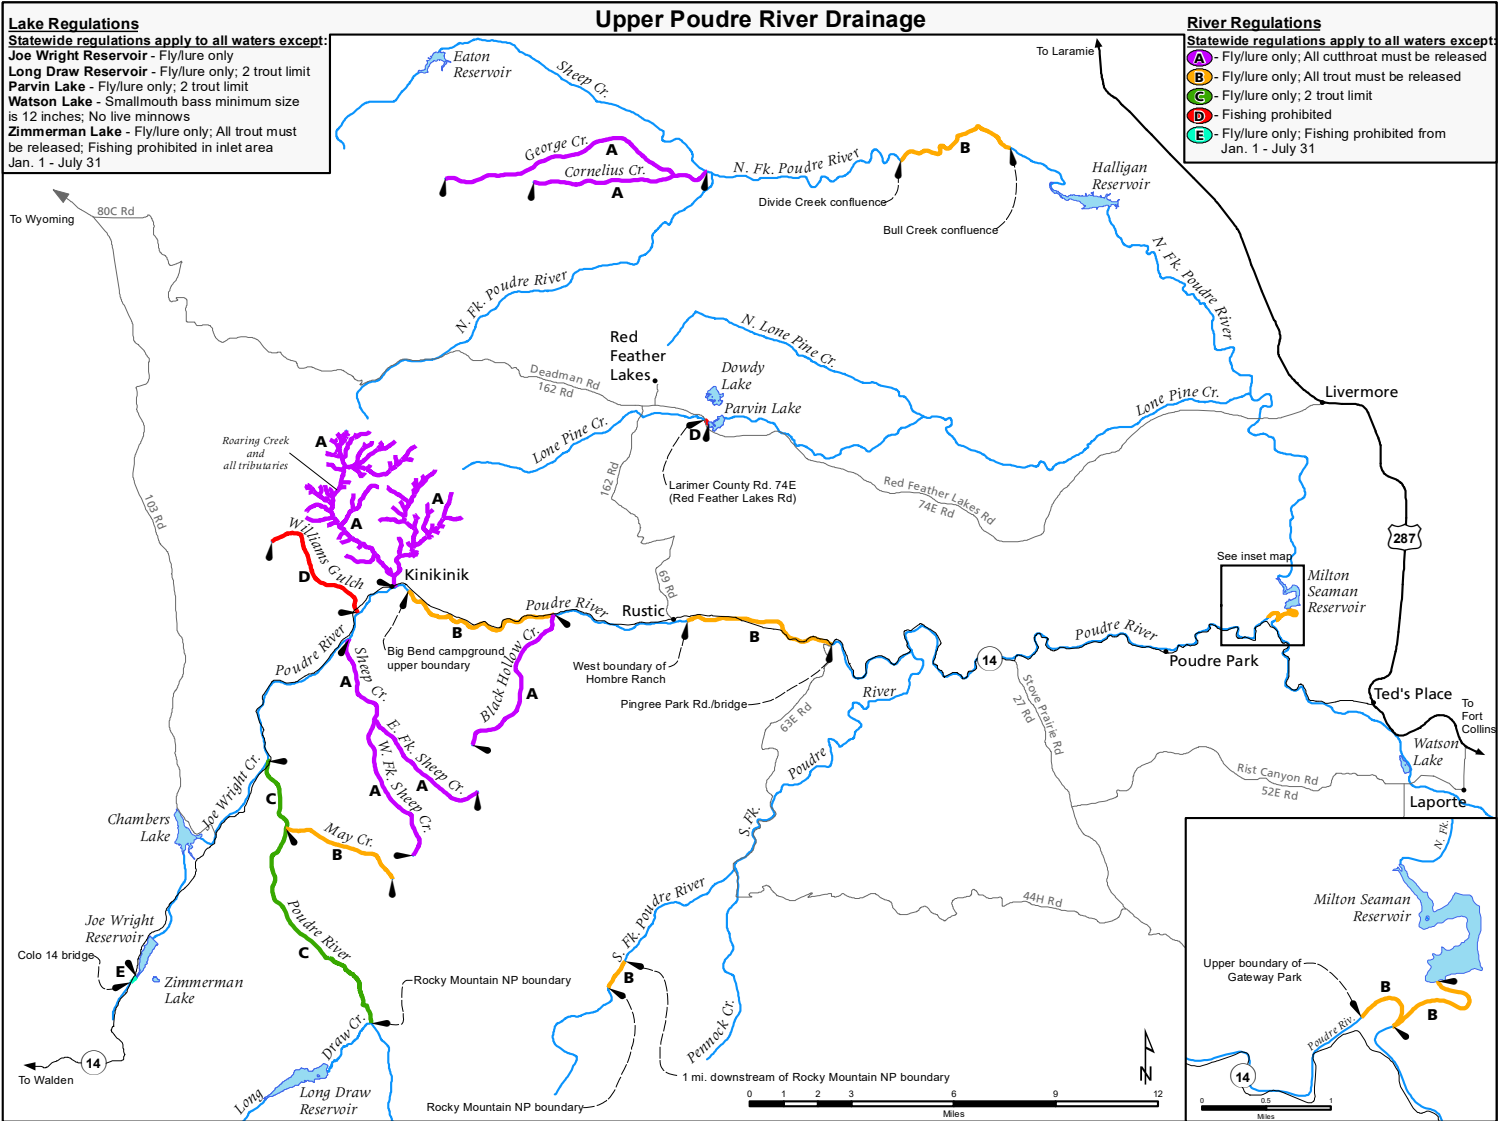 Upper Poudre River Drainage
Lake Regulations
Statewide regulations apply to all waters except:
Joe Wright Reservoir - Fly/lure only
Long Draw Reservoir - Fly/lure only; 2 trout limit
Parvin Lake - Fly/lure only; 2 trout limit
Watson Lake - Smallmouth bass minimum size
is 12 inches; No live minnows
Zimmerman Lake - Fly/lure only; All trout must
be released; Fishing prohibited in inlet area
Jan. 1 - July 31
River Regulations
Statewide regulations apply to all waters except:
A - Fly/lure only; All cutthroat must be released
B - Fly/lure only; All trout must be released
C - Fly/lure only; 2 trout limit
D - Fishing prohibited
E - Fly/lure only; Fishing prohibited from
Jan. 1 - July 31
To Laramie
Eaton
Reservoir
Sheep Cr.
George Cr.
A
Cornelius Cr.
A
N. Fk. Poudre River
B
Divide Creek confluence
Bull Creek confluence
Halligan
Reservoir
To Wyoming
80C Rd
N. Fk. Poudre River
N. Fk. Poudre River
Red
Feather
Lakes
N. Lone Pine Cr.
Dowdy
Lake
Deadman Rd
162 Rd
Parvin Lake
Lone Pine Cr.
Livermore
Lone Pine Cr.
D
Roaring Creek
and
all tributaries
A
A
A
162 Rd
Larimer County Rd. 74E
(Red Feather Lakes Rd)
Red Feather Lakes Rd
74E Rd
103 Rd
287
Williams Gulch
D
Kinikinik
69 Rd
See inset map
Milton
Seaman
Reservoir
Poudre River
Rustic
B
B
Poudre River
Poudre River
Big Bend campground
upper boundary
Sheep Cr.
A
Black Hollow Cr.
A
West boundary of
Hombre Ranch
Pingree Park Rd./bridge
14
Poudre Park
Ted's Place
To
Fort
Collins
63E Rd
River
Poudre
S. Fk.
Stove Prairie Rd
27 Rd
E. Fk. Sheep Cr.
A
W. Fk. Sheep Cr.
A
Watson
Lake
Rist Canyon Rd
52E Rd
Laporte
Joe Wright Cr.
C
Chambers
Lake
May Cr.
B
44H Rd
S. Fk. Poudre River
B
Joe Wright
Reservoir
Colo 14 bridge
E
Zimmerman
Lake
Poudre River
C
Rocky Mountain NP boundary
Pennock Cr.
14
To Walden
Long
Draw Cr.
Long Draw
Reservoir
1 mi. downstream of Rocky Mountain NP boundary
Rocky Mountain NP boundary
N
0 1 2 3 6 9 12
Miles
N. Fk.
Milton Seaman
Reservoir
Upper boundary of
Gateway Park
B
B
Poudre Riv.
14
0 0.5 1
Miles